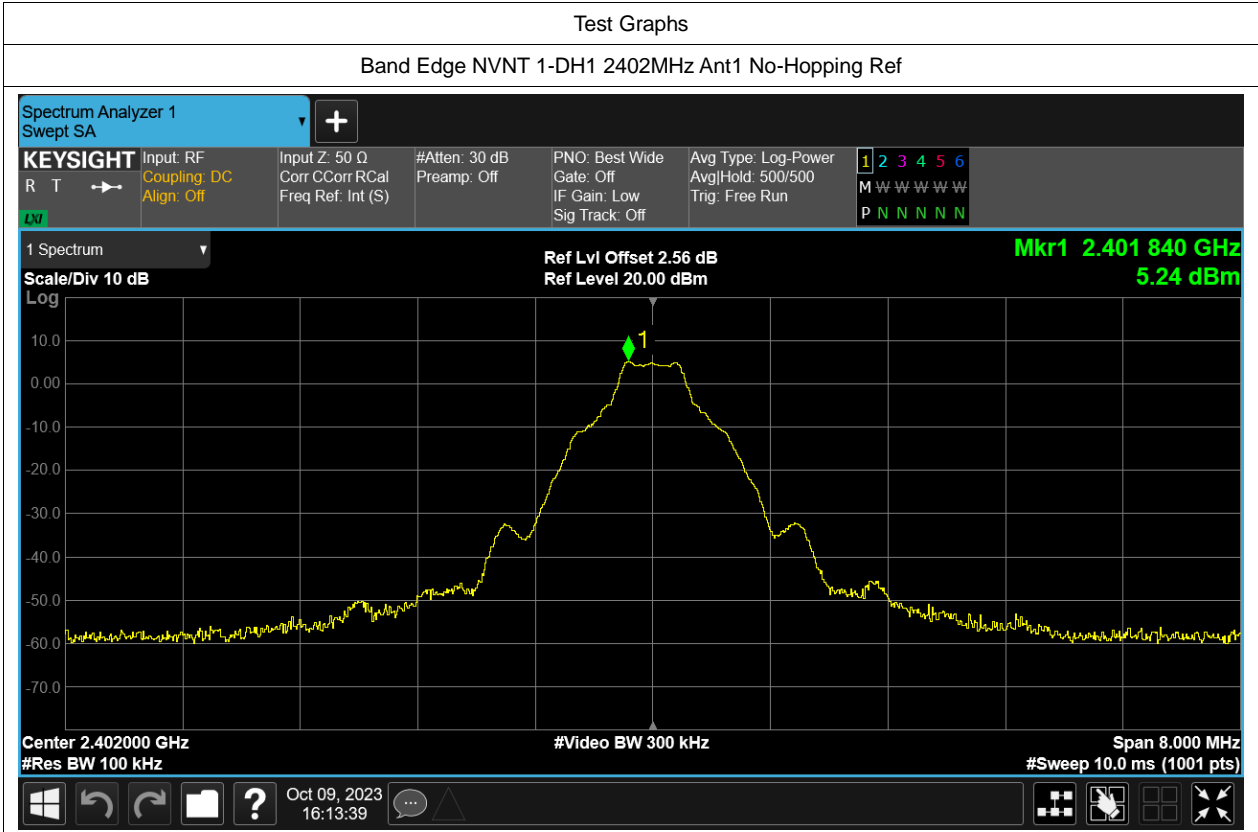 Test Graphs
Band Edge NVNT 1-DH1 2402MHz Ant1 No-Hopping Ref
Spectrum Analyzer 1
Swept SA
KEYSIGHT
R T
LXI
Input: RF
Coupling: DC
Align: Off
Input Z: 50 Ω
Corr CCorr RCal
Freq Ref: Int (S)
#Atten: 30 dB
Preamp: Off
PNO: Best Wide
Gate: Off
IF Gain: Low
Sig Track: Off
Avg Type: Log-Power
Avg|Hold: 500/500
Trig: Free Run
1 2 3 4 5 6
M W W W W W
P N N N N N
1 Spectrum
Scale/Div 10 dB
Log
Ref Lvl Offset 2.56 dB
Ref Level 20.00 dBm
Mkr1 2.401 840 GHz
5.24 dBm
1
10.0
0.00
-10.0
-20.0
-30.0
-40.0
-50.0
-60.0
-70.0
Center 2.402000 GHz
#Res BW 100 kHz
#Video BW 300 kHz
Span 8.000 MHz
#Sweep 10.0 ms (1001 pts)
?
Oct 09, 2023
16:13:39